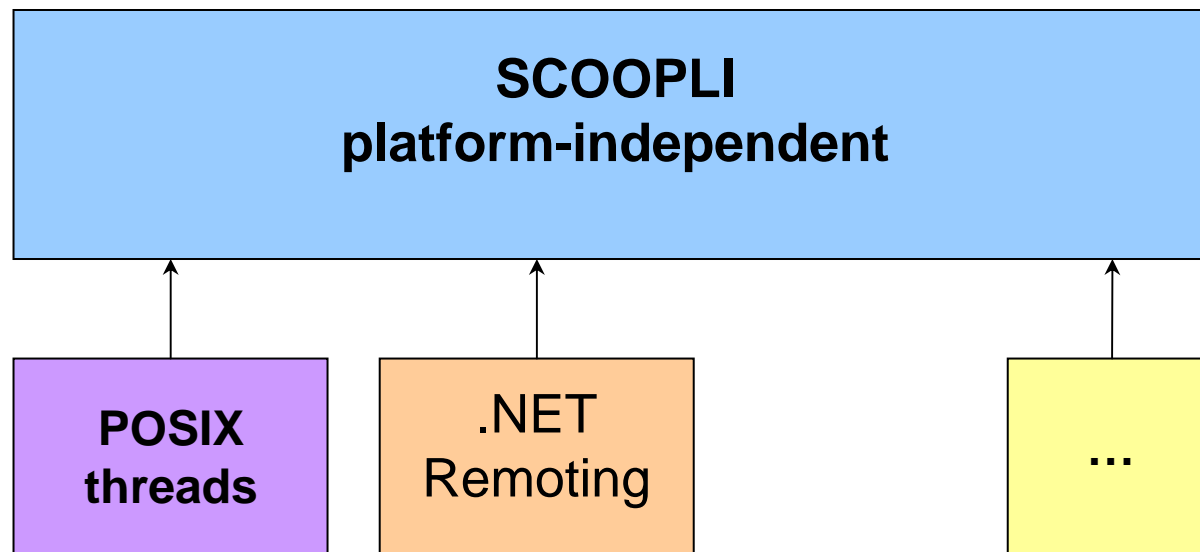 SCOOPLI
platform-independent
POSIX
threads
.NET
Remoting
…